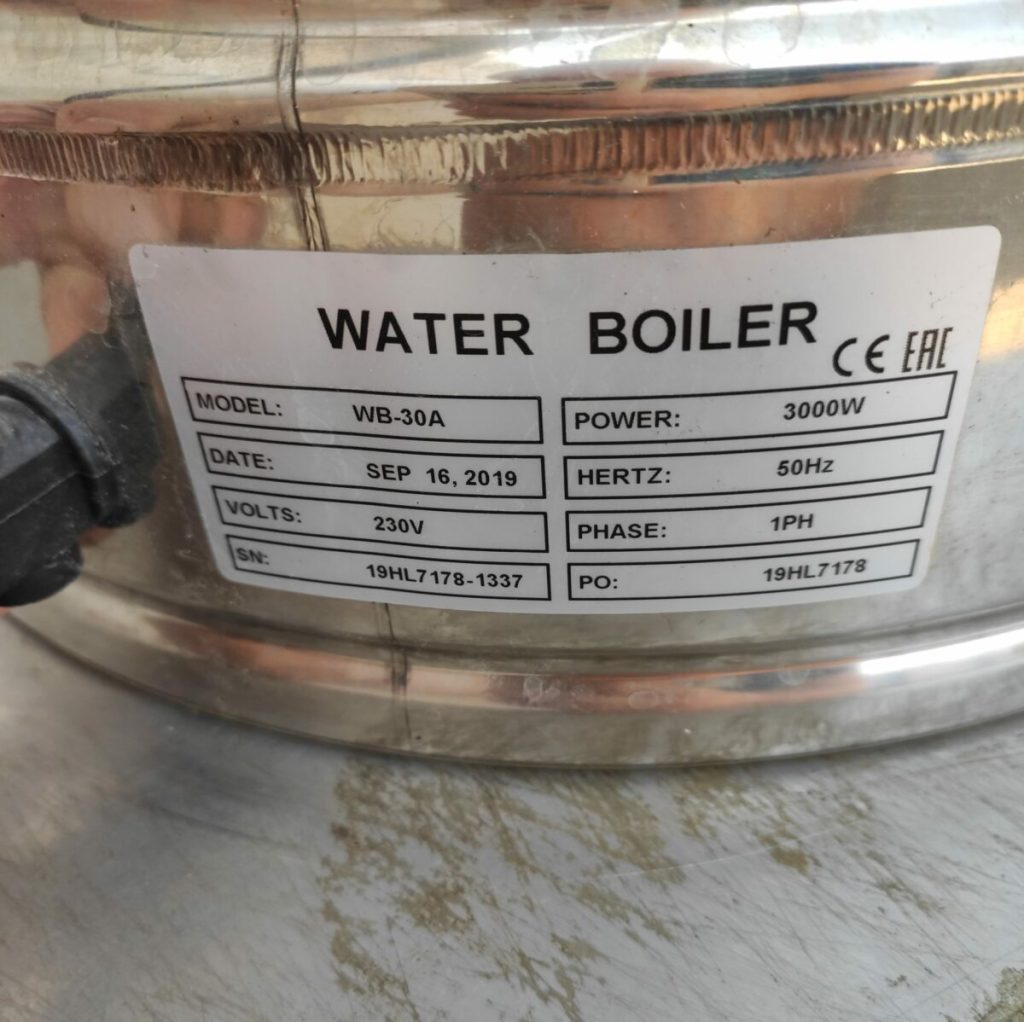 WATER BOILER
CE EAC
MODEL: WB-30A
POWER: 3000W
DATE: SEP 16, 2019
HERTZ: 50Hz
VOLTS: 230V
PHASE: 1PH
SN: 19HL7178-1337
PO: 19HL7178